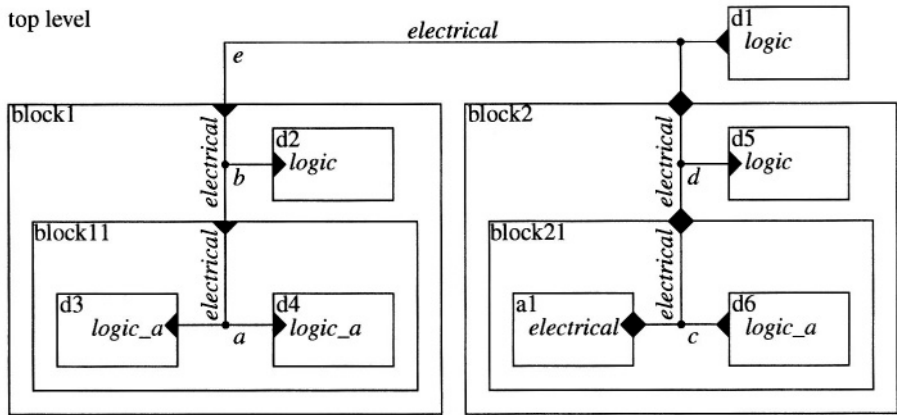 top level
electrical
d1
logic
e
block1
block2
electrical
d2
logic
b
electrical
d5
logic
d
block11
block21
electrical
d3
logic_a
d4
logic_a
a
electrical
a1
electrical
d6
logic_a
c